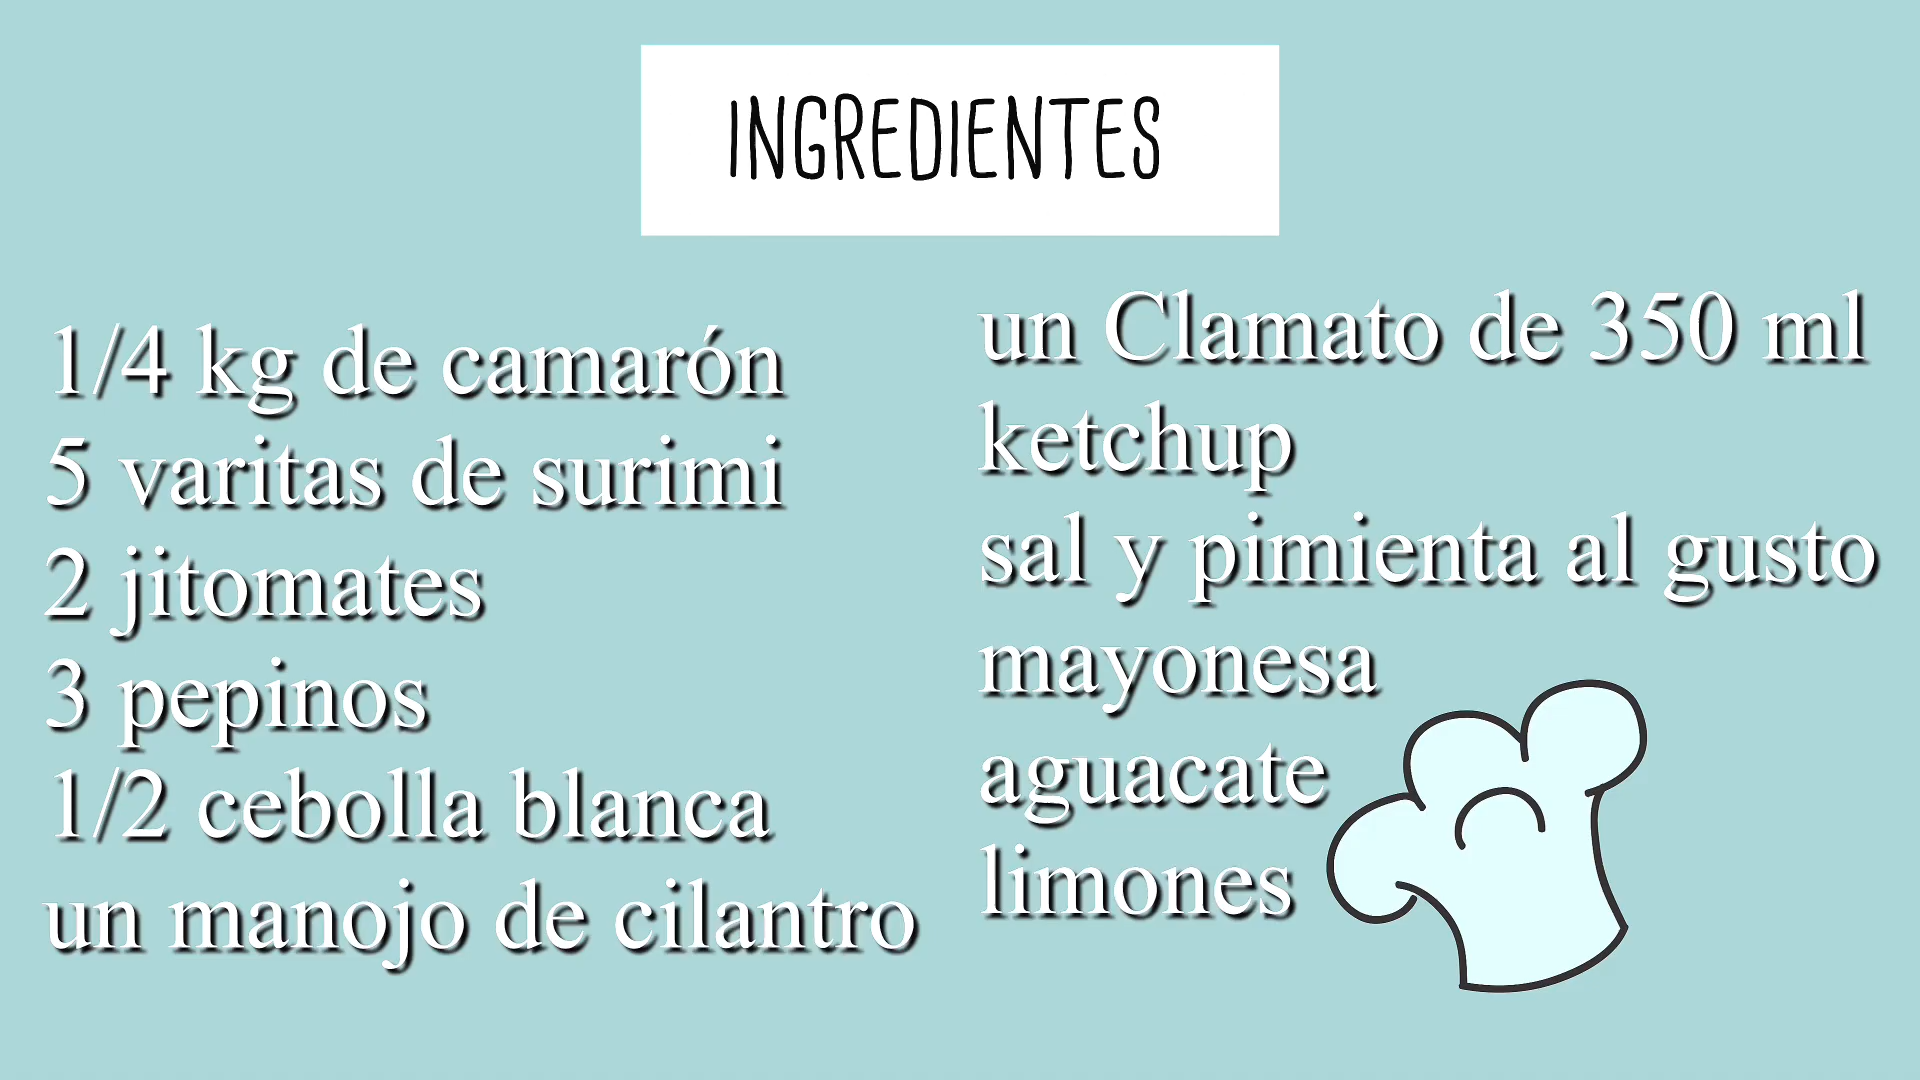 INGREDIENTES
1/4 kg de camarón
5 varitas de surimi
2 jitomates
3 pepinos
1/2 cebolla blanca
un manojo de cilantro
un Clamato de 350 ml
ketchup
sal y pimienta al gusto
mayonesa
aguacate
limones